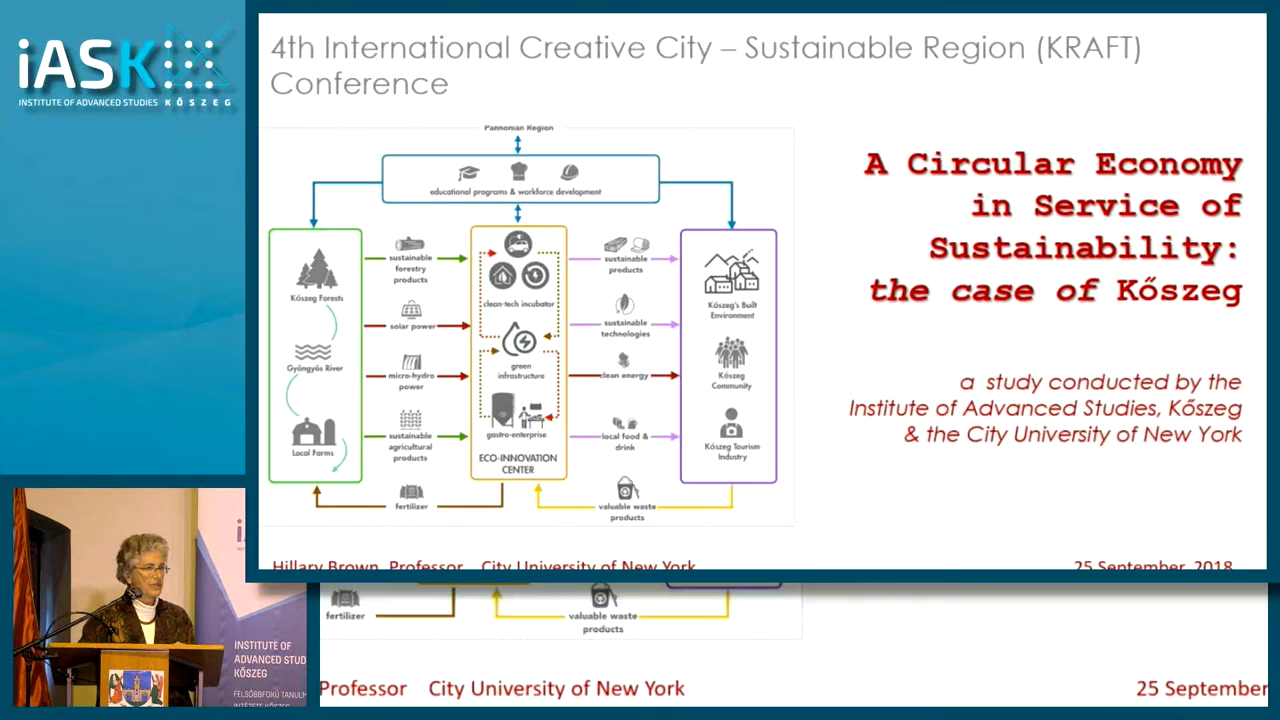 iASK
INSTITUTE OF ADVANCED STUDIES KŐSZEG
4th International Creative City – Sustainable Region (KRAFT)
Conference
Pannonian Region
educational programs & workforce development
Kőszeg Forests
Gyöngyös River
Local Farms
sustainable
forestry
products
solar power
micro-hydro
power
sustainable
agricultural
products
fertilizer
clean-tech incubator
green
infrastructure
gastro-enterprise
ECO-INNOVATION
CENTER
sustainable
products
sustainable
technologies
clean energy
local food &
drink
valuable waste
products
Kőszeg's Built
Environment
Kőszeg
Community
Kőszeg Tourism
Industry
A Circular Economy
in Service of
Sustainability:
the case of Kőszeg
a study conducted by the
Institute of Advanced Studies, Kőszeg
& the City University of New York
Hillary Brown, Professor City University of New York
25 September, 2018
fertilizer
valuable waste
products
Professor City University of New York
25 September
INSTITUTE OF
ADVANCED STUD
KŐSZEG
FELSŐBBFOKÚ TANULM
INTÉZETE KŐSZEG